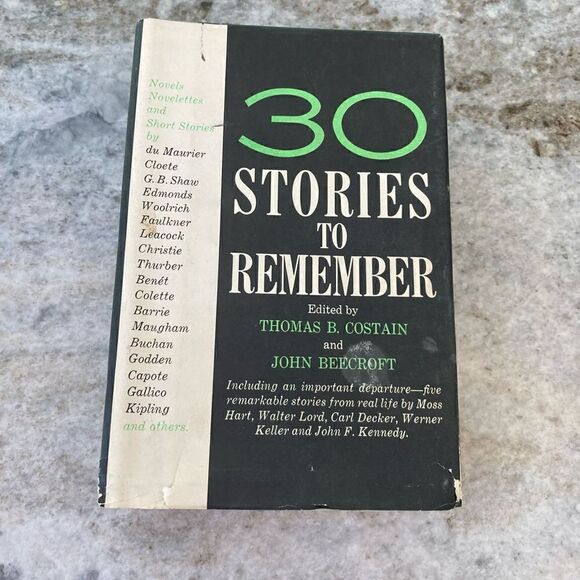 Novels
Novelettes
and
Short Stories
by
du Maurier
Cloete
G. B. Shaw
Edmonds
Woolrich
Faulkner
Leacock
Christie
Thurber
Benét
Colette
Barrie
Maugham
Buchan
Godden
Capote
Gallico
Kipling
and others.
30
STORIES
TO
REMEMBER
Edited by
THOMAS B. COSTAIN
and
JOHN BEECROFT
Including an important departure—five
remarkable stories from real life by Moss
Hart, Walter Lord, Carl Decker, Werner
Keller and John F. Kennedy.